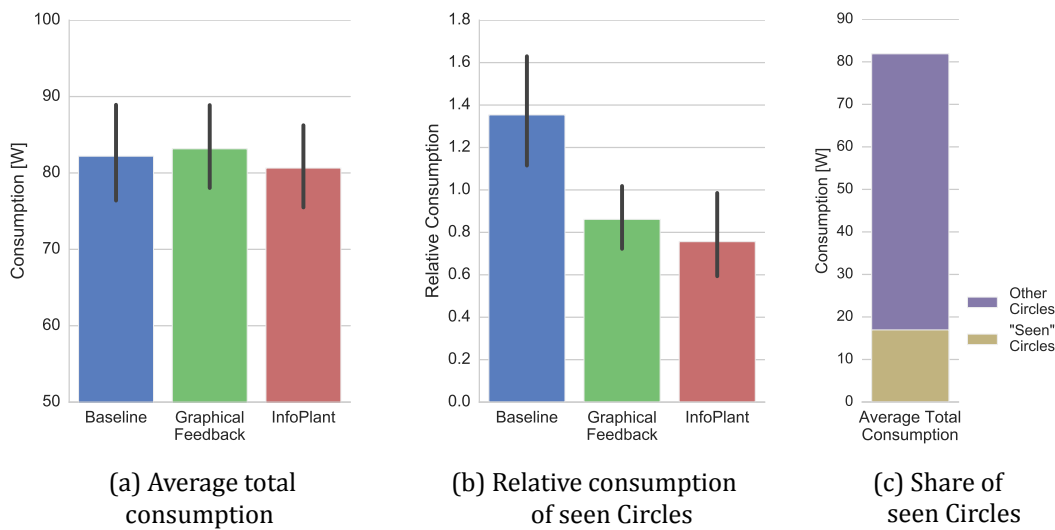 100
90
80
70
60
50
Consumption [W]
Baseline
Graphical
Feedback
InfoPlant
(a) Average total
consumption
1.8
1.6
1.4
1.2
1.0
0.8
0.6
0.4
0.2
0.0
Relative Consumption
Baseline
Graphical
Feedback
InfoPlant
(b) Relative consumption
of seen Circles
90
80
70
60
50
40
30
20
10
0
Consumption [W]
Average Total
Consumption
Other
Circles
"Seen"
Circles
(c) Share of
seen Circles